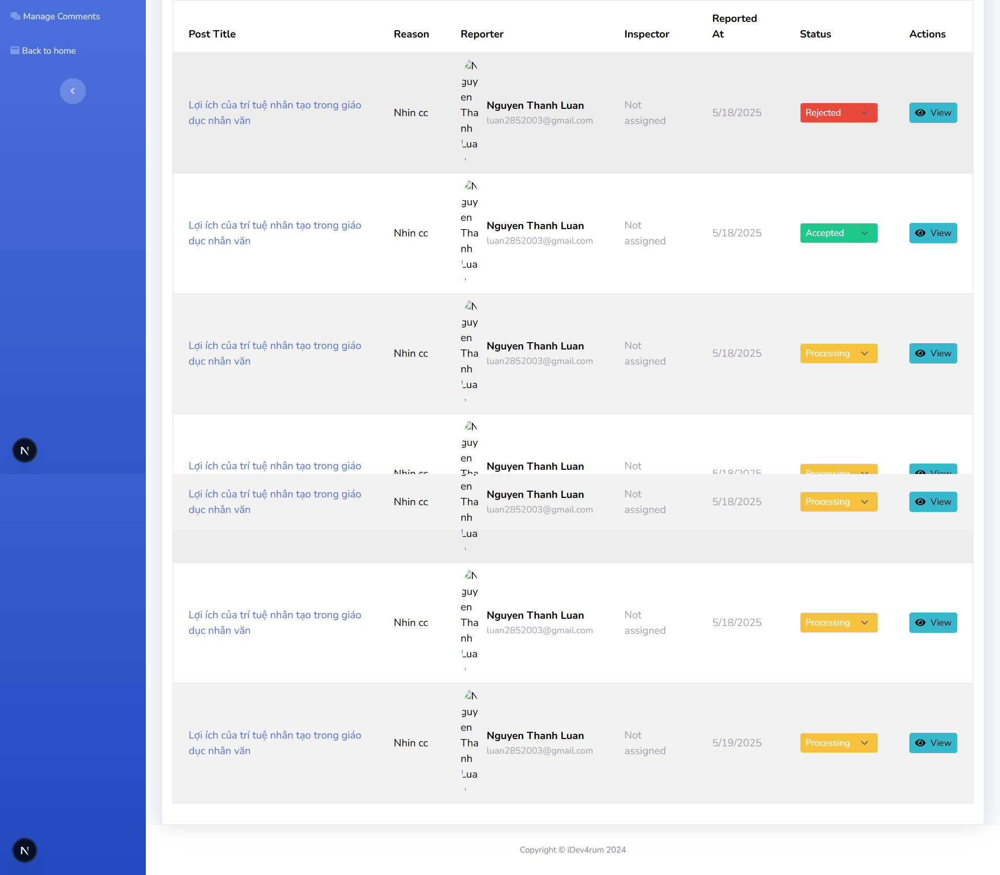 Manage Comments
Back to home
Post Title Reason Reporter Inspector Reported At Status Actions
Lợi ích của trí tuệ nhân tạo trong giáo dục nhân văn
Nhin cc
N
guy
en
Tha
nh
Lua
Nguyen Thanh Luan
luan2852003@gmail.com
Not assigned
5/18/2025
Rejected
View
Lợi ích của trí tuệ nhân tạo trong giáo dục nhân văn
Nhin cc
N
guy
en
Tha
nh
Lua
Nguyen Thanh Luan
luan2852003@gmail.com
Not assigned
5/18/2025
Accepted
View
Lợi ích của trí tuệ nhân tạo trong giáo dục nhân văn
Nhin cc
N
guy
en
Tha
nh
Lua
Nguyen Thanh Luan
luan2852003@gmail.com
Not assigned
5/18/2025
Processing
View
Lợi ích của trí tuệ nhân tạo trong giáo
Nhin cc
N
guy
en
Tha
Nguyen Thanh Luan
Not
5/18/2025
Processing
View
Lợi ích của trí tuệ nhân tạo trong giáo dục nhân văn
Nhin cc
en
Tha
nh
Lua
Nguyen Thanh Luan
luan2852003@gmail.com
Not assigned
5/18/2025
Processing
View
Lợi ích của trí tuệ nhân tạo trong giáo dục nhân văn
Nhin cc
N
guy
en
Tha
nh
Lua
Nguyen Thanh Luan
luan2852003@gmail.com
Not assigned
5/18/2025
Processing
View
Lợi ích của trí tuệ nhân tạo trong giáo dục nhân văn
Nhin cc
N
guy
en
Tha
nh
Lua
Nguyen Thanh Luan
luan2852003@gmail.com
Not assigned
5/19/2025
Processing
View
N
N
Copyright © iDev4rum 2024